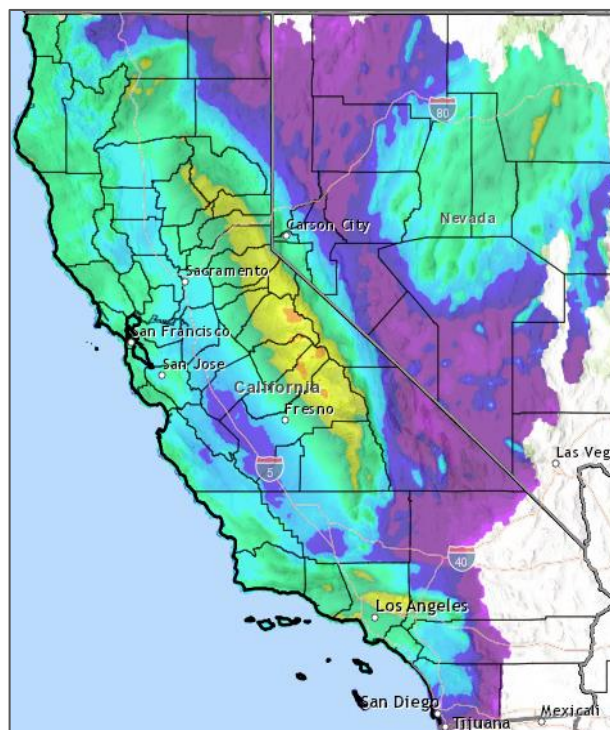 80
Nevada
Carson City
Sacramento
San Francisco
San Jose
California
Fresno
5
Las Veg
40
Los Angeles
San Diego
Mexicali
Tijuana